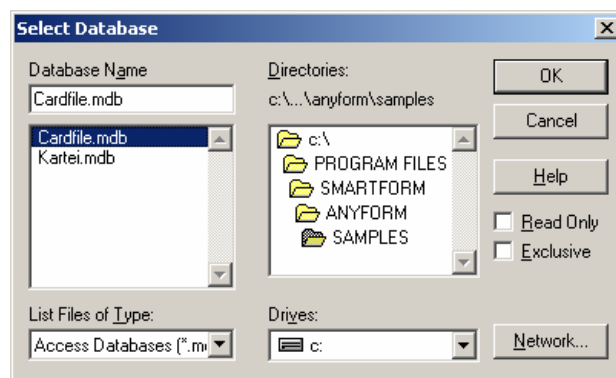 Select Database
Database Name
Cardfile.mdb
Cardfile.mdb
Kartei.mdb
List Files of Type:
Access Databases (*.m
Directories:
c:\...\anyform\samples
c:\
PROGRAM FILES
SMARTFORM
ANYFORM
SAMPLES
Drives:
c:
OK
Cancel
Help
Read Only
Exclusive
Network...